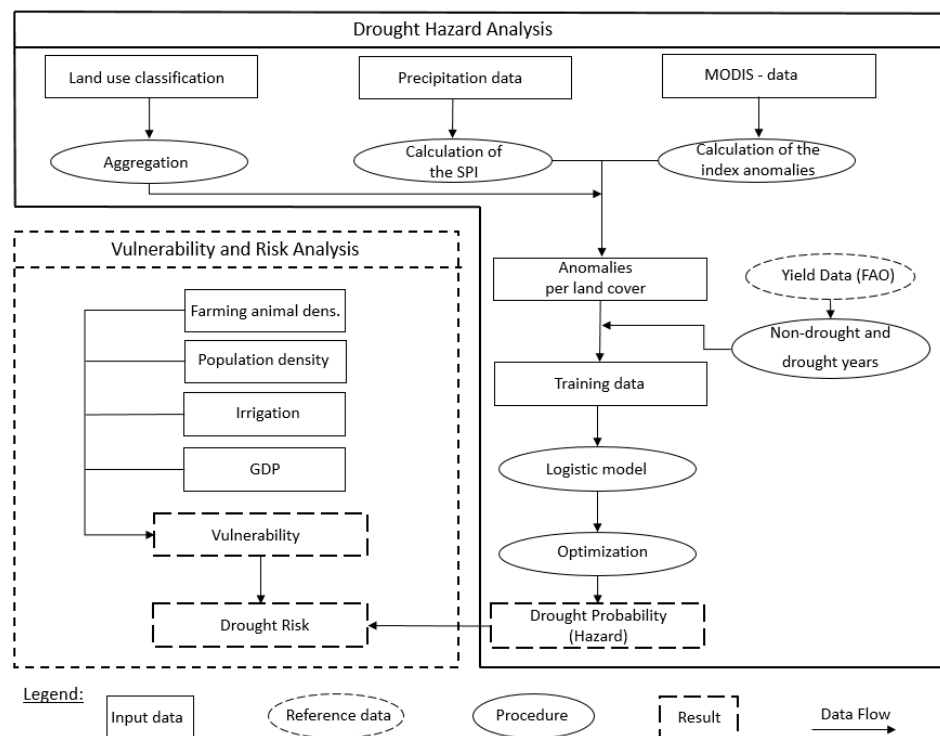 Drought Hazard Analysis
Land use classification
Precipitation data
MODIS - data
Aggregation
Calculation of
the SPI
Calculation of the
index anomalies
Vulnerability and Risk Analysis
Anomalies
per land cover
Yield Data (FAO)
Farming animal dens.
Non-drought and
drought years
Population density
Training data
Irrigation
Logistic model
GDP
Vulnerability
Optimization
Drought Risk
Drought Probability
(Hazard)
Legend:
Input data
Reference data
Procedure
Result
Data Flow